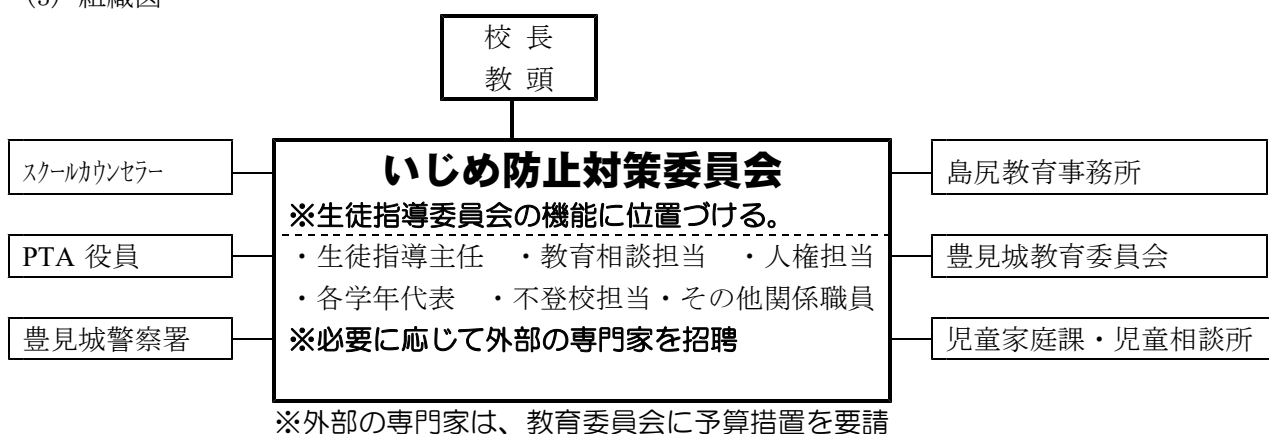 校 長
教 頭
スクールカウンセラー
PTA 役員
豊見城警察署
いじめ防止対策委員会
※生徒指導委員会の機能に位置づける。
・生徒指導主任　・教育相談担当　・人権担当
・各学年代表　・不登校担当・その他関係職員
※必要に応じて外部の専門家を招聘
島尻教育事務所
豊見城教育委員会
児童家庭課・児童相談所
※外部の専門家は、教育委員会に予算措置を要請